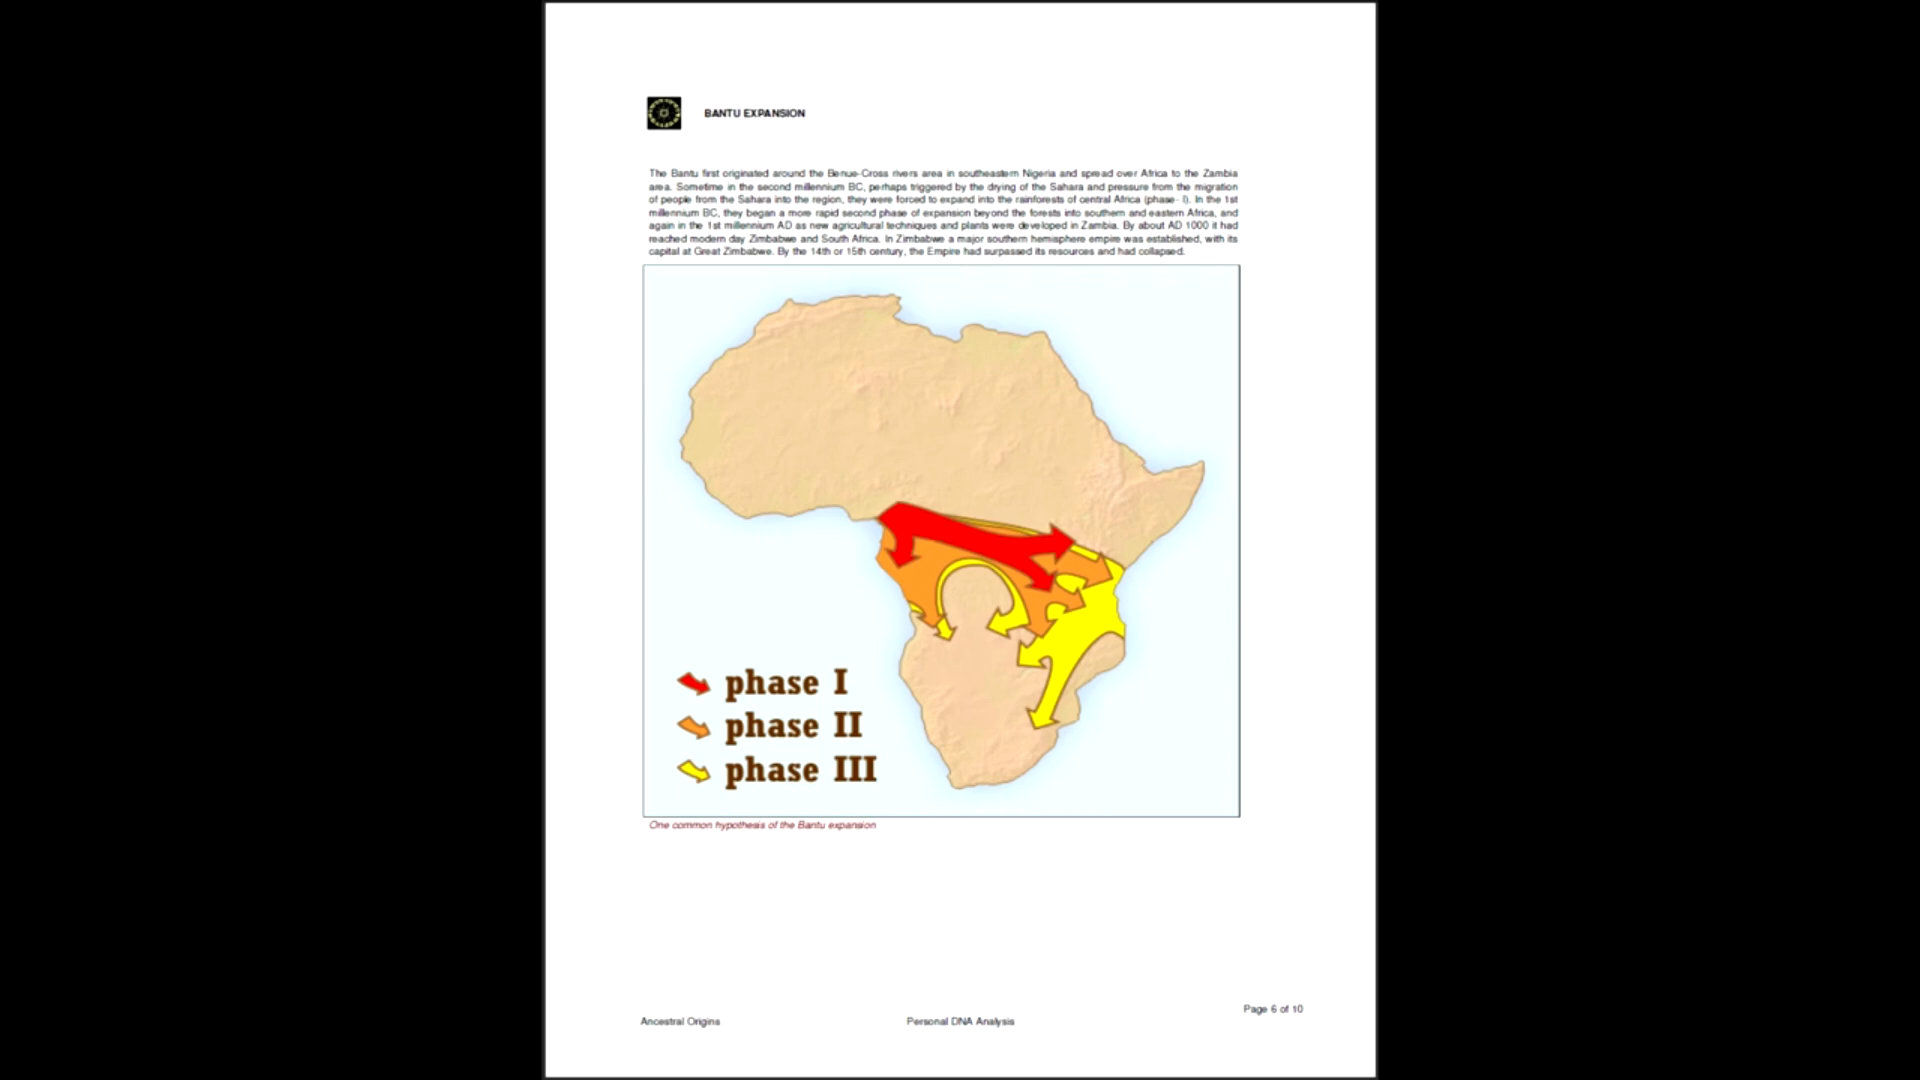 BANTU EXPANSION
The Bantu first originated around the Benue-Cross rivers area in southeastern Nigeria and spread over Africa to the Zambia
area. Sometime in the second millennium BC, perhaps triggered by the drying of the Sahara and pressure from the migration
of people from the Sahara into the region, they were forced to expand into the rainforests of central Africa (phase- I). In the 1st
millennium BC, they began a more rapid second phase of expansion beyond the forests into southern and eastern Africa, and
again in the 1st millennium AD as new agricultural techniques and plants were developed in Zambia. By about AD 1000 it had
reached modern day Zimbabwe and South Africa. In Zimbabwe a major southern hemisphere empire was established, with its
capital at Great Zimbabwe. By the 14th or 15th century, the Empire had surpassed its resources and had collapsed.
phase I
phase II
phase III
One common hypothesis of the Bantu expansion
Page 6 of 10
Ancestral Origins Personal DNA Analysis